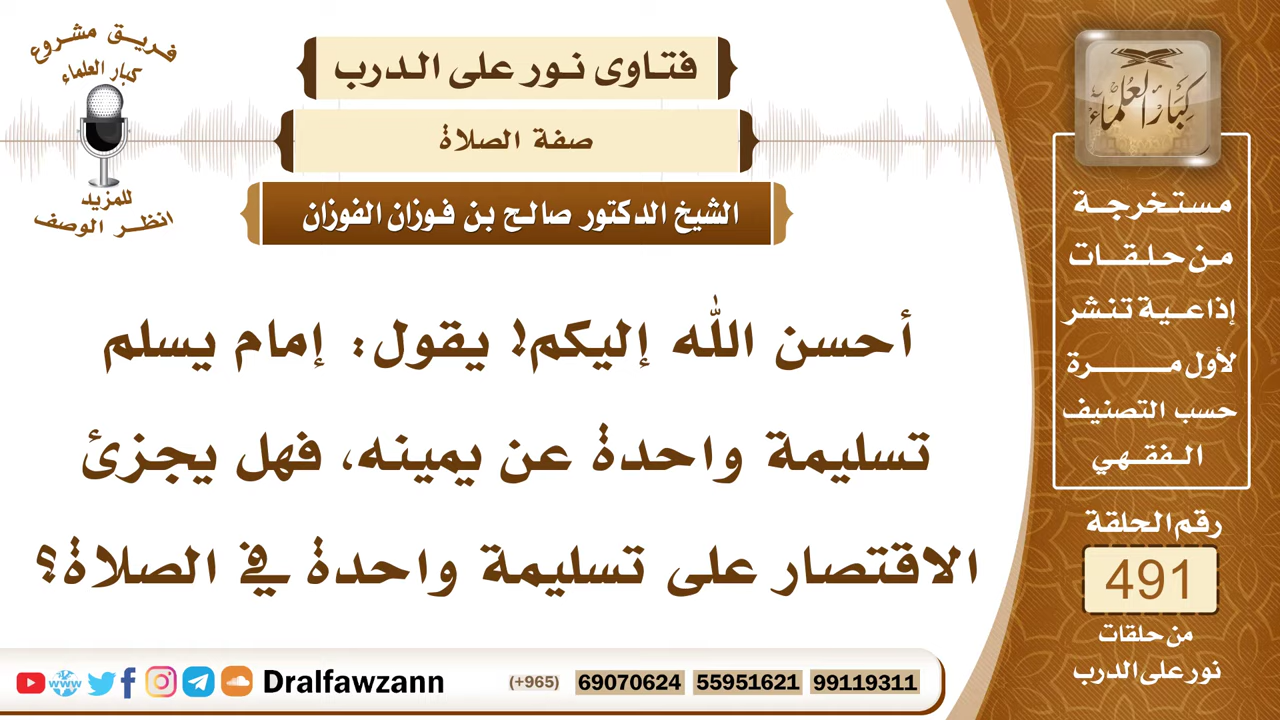 فريق مشروع
كبار العلماء
للمزيد
انظر الوصف
فتاوى نور على الدرب
صفة الصلاة
الشيخ الدكتور صالح بن فوزان الفوزان
أحسن الله إليكم! يقول: إمام يسلم
تسليمة واحدة عن يمينه، فهل يجزئ
الاقتصار على تسليمة واحدة في الصلاة؟
كبار العلماء
مستخرجة
من حلقات
إذاعية تنشر
لأول مرة
حسب التصنيف
الفقهي
رقم الحلقة
491
من حلقات
نور على الدرب
www
Dralfawzann
(+965) 69070624 55951621 99119311